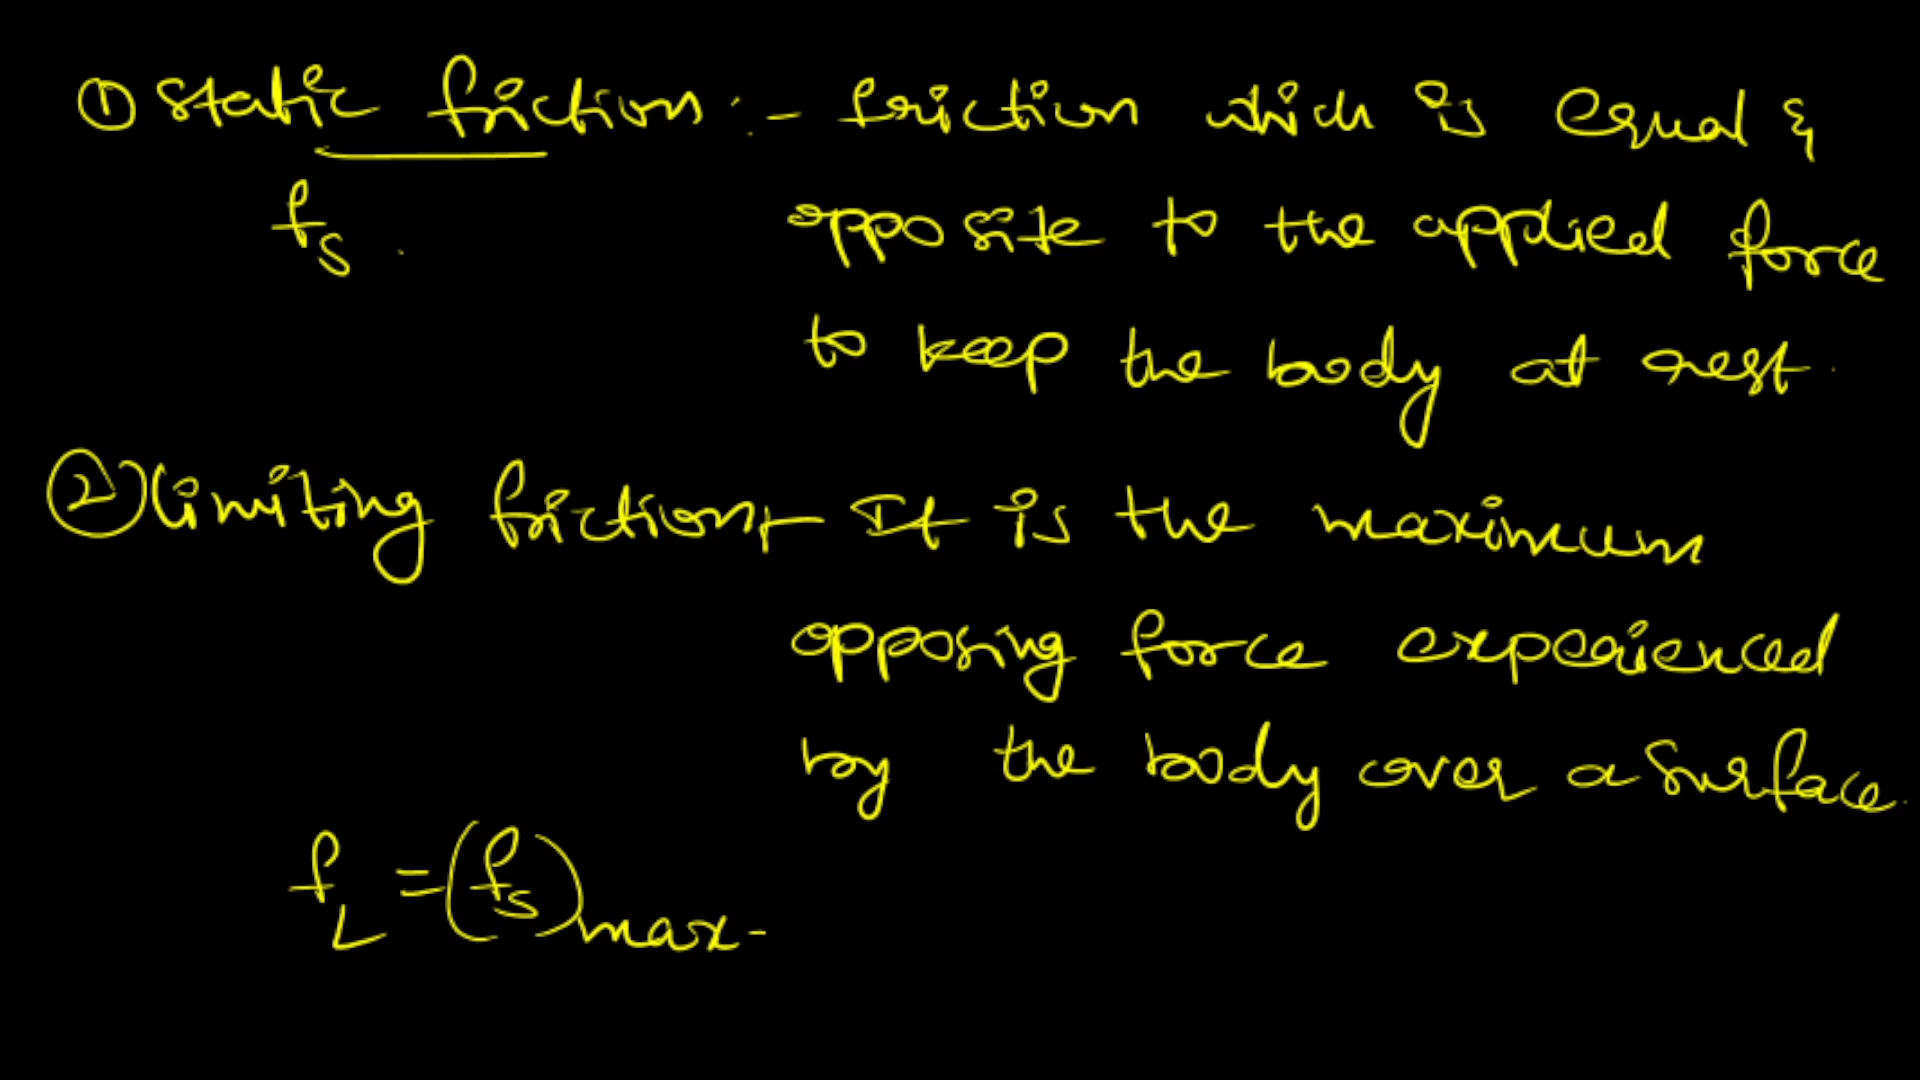 ① Static friction :- friction which is equal &
fs. opposite to the applied force
to keep the body at rest.
② limiting friction:- It is the maximum
opposing force experienced
by the body over a surface.
fL = (fs)max.